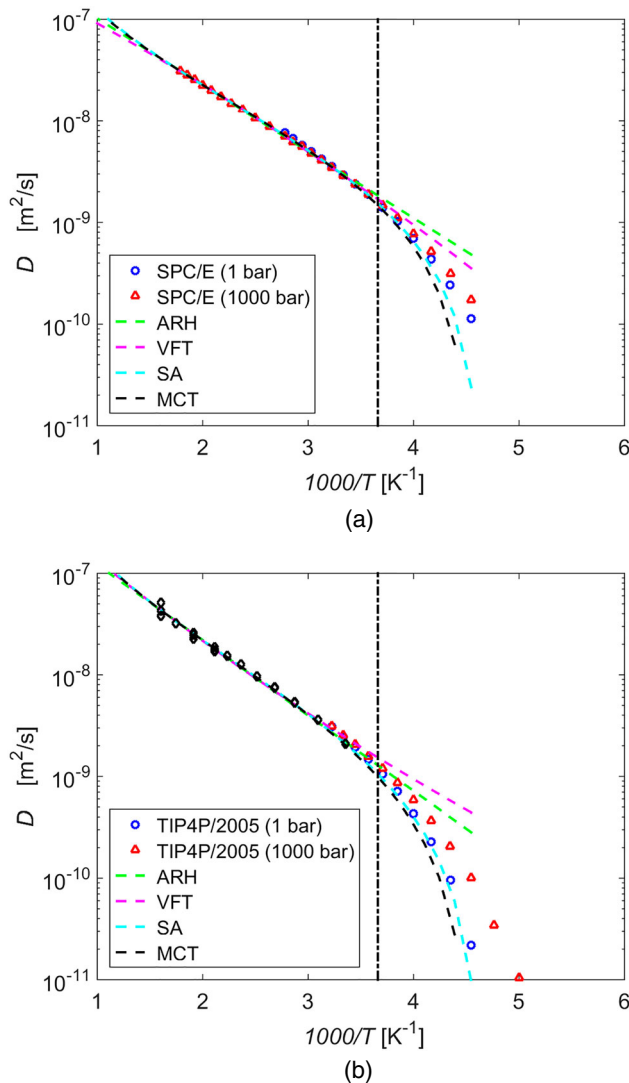 10^-7
10^-8
10^-9
10^-10
10^-11
D [m^2/s]
SPC/E (1 bar)
SPC/E (1000 bar)
ARH
VFT
SA
MCT
1 2 3 4 5 6
1000/T [K^-1]
(a)
10^-7
10^-8
10^-9
10^-10
10^-11
D [m^2/s]
TIP4P/2005 (1 bar)
TIP4P/2005 (1000 bar)
ARH
VFT
SA
MCT
1 2 3 4 5 6
1000/T [K^-1]
(b)